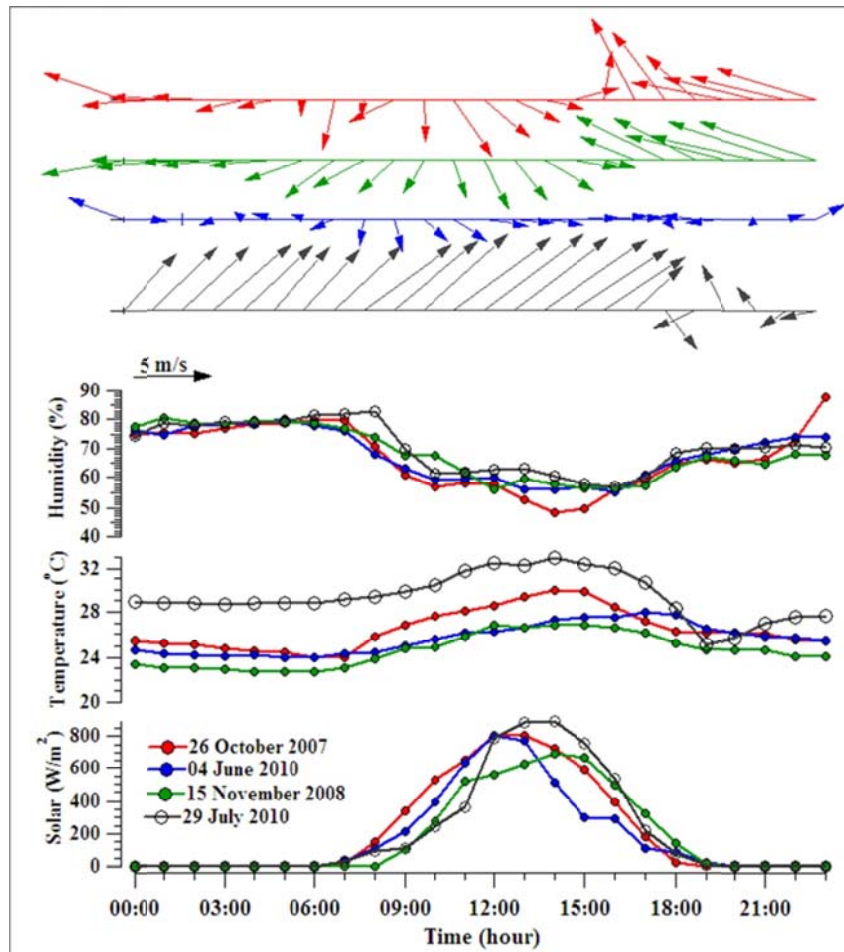 5 m/s
90
80
70
60
50
40
Humidity (%)
32
28
24
20
Temperature (°C)
800
600
400
200
0
Solar (W/m²)
26 October 2007
04 June 2010
15 November 2008
29 July 2010
00:00 03:00 06:00 09:00 12:00 15:00 18:00 21:00
Time (hour)